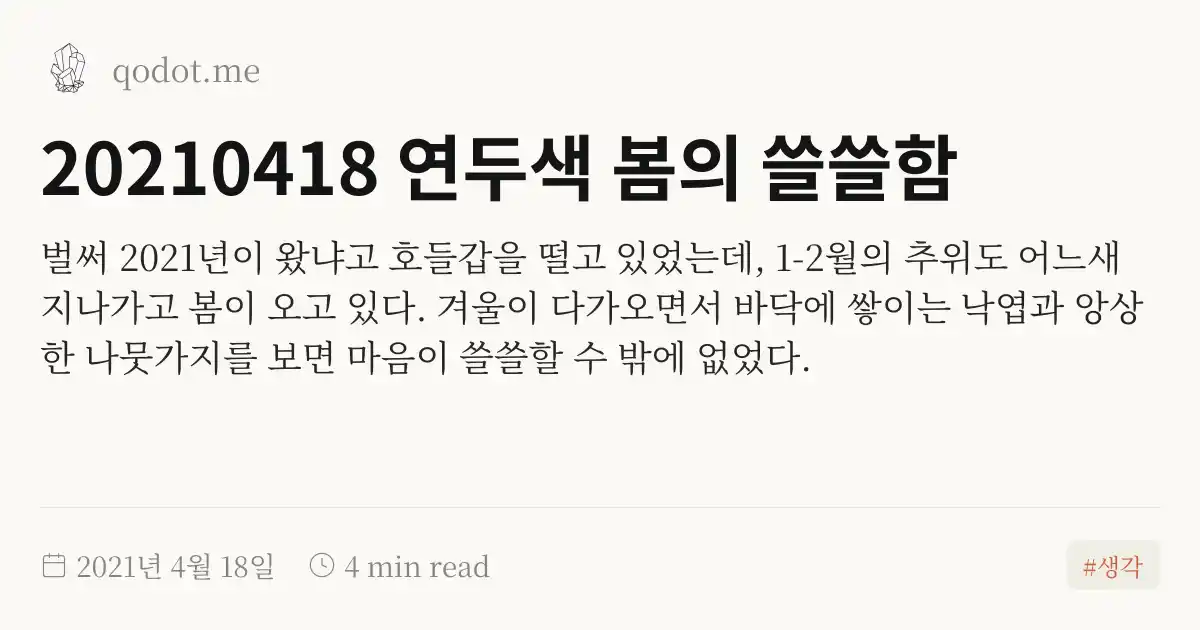 qodot.me
20210418 연두색 봄의 쓸쓸함
벌써 2021년이 왔냐고 호들갑을 떨고 있었는데, 1-2월의 추위도 어느새
지나가고 봄이 오고 있다. 겨울이 다가오면서 바닥에 쌓이는 낙엽과 앙상
한 나뭇가지를 보면 마음이 쓸쓸할 수 밖에 없었다.
2021년 4월 18일 4 min read #생각